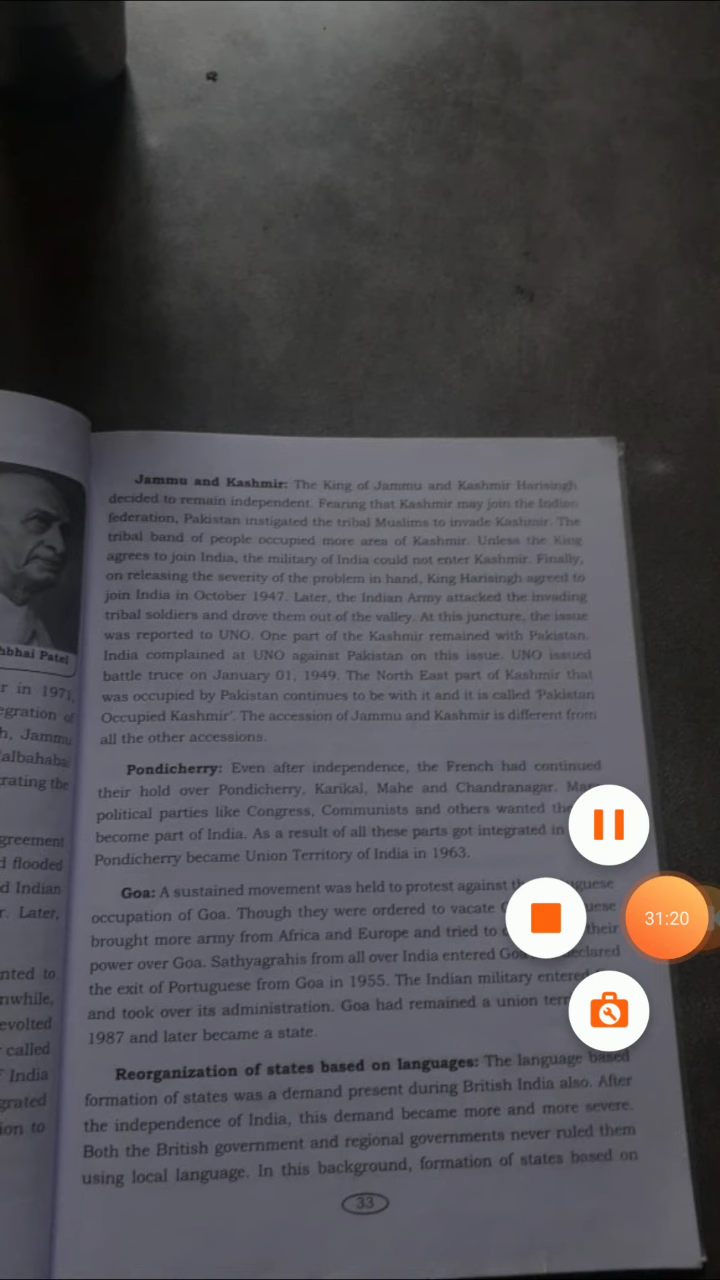 bhai Patel
r in 1971,
egration of
h, Jammu
albahabai
rating the
greement
d flooded
d Indian
r. Later,
nted to
nwhile,
evolted
called
India
grated
ion to
Jammu and Kashmir: The King of Jammu and Kashmir Harisingh
decided to remain independent. Fearing that Kashmir may join the Indian
federation, Pakistan instigated the tribal Muslims to invade Kashmir. The
tribal band of people occupied more area of Kashmir. Unless the King
agrees to join India, the military of India could not enter Kashmir. Finally,
on releasing the severity of the problem in hand, King Harisingh agreed to
join India in October 1947. Later, the Indian Army attacked the invading
tribal soldiers and drove them out of the valley. At this juncture, the issue
was reported to UNO. One part of the Kashmir remained with Pakistan.
India complained at UNO against Pakistan on this issue. UNO issued
battle truce on January 01, 1949. The North East part of Kashmir that
was occupied by Pakistan continues to be with it and it is called 'Pakistan
Occupied Kashmir'. The accession of Jammu and Kashmir is different from
all the other accessions.
Pondicherry: Even after independence, the French had continued
their hold over Pondicherry, Karikal, Mahe and Chandranagar.
political parties like Congress, Communists and others wanted
become part of India. As a result of all these parts got integrated in
Pondicherry became Union Territory of India in 1963.
Goa: A sustained movement was held to protest against
occupation of Goa. Though they were ordered to vacate
brought more army from Africa and Europe and tried to their
power over Goa. Sathyagrahis from all over India entered
the exit of Portuguese from Goa in 1955. The Indian military entered
and took over its administration. Goa had remained a union
1987 and later became a state.
Reorganization of states based on languages: The language based
formation of states was a demand present during British India also. After
the independence of India, this demand became more and more severe.
Both the British government and regional governments never ruled them
using local language. In this background, formation of states based on
33
31:20